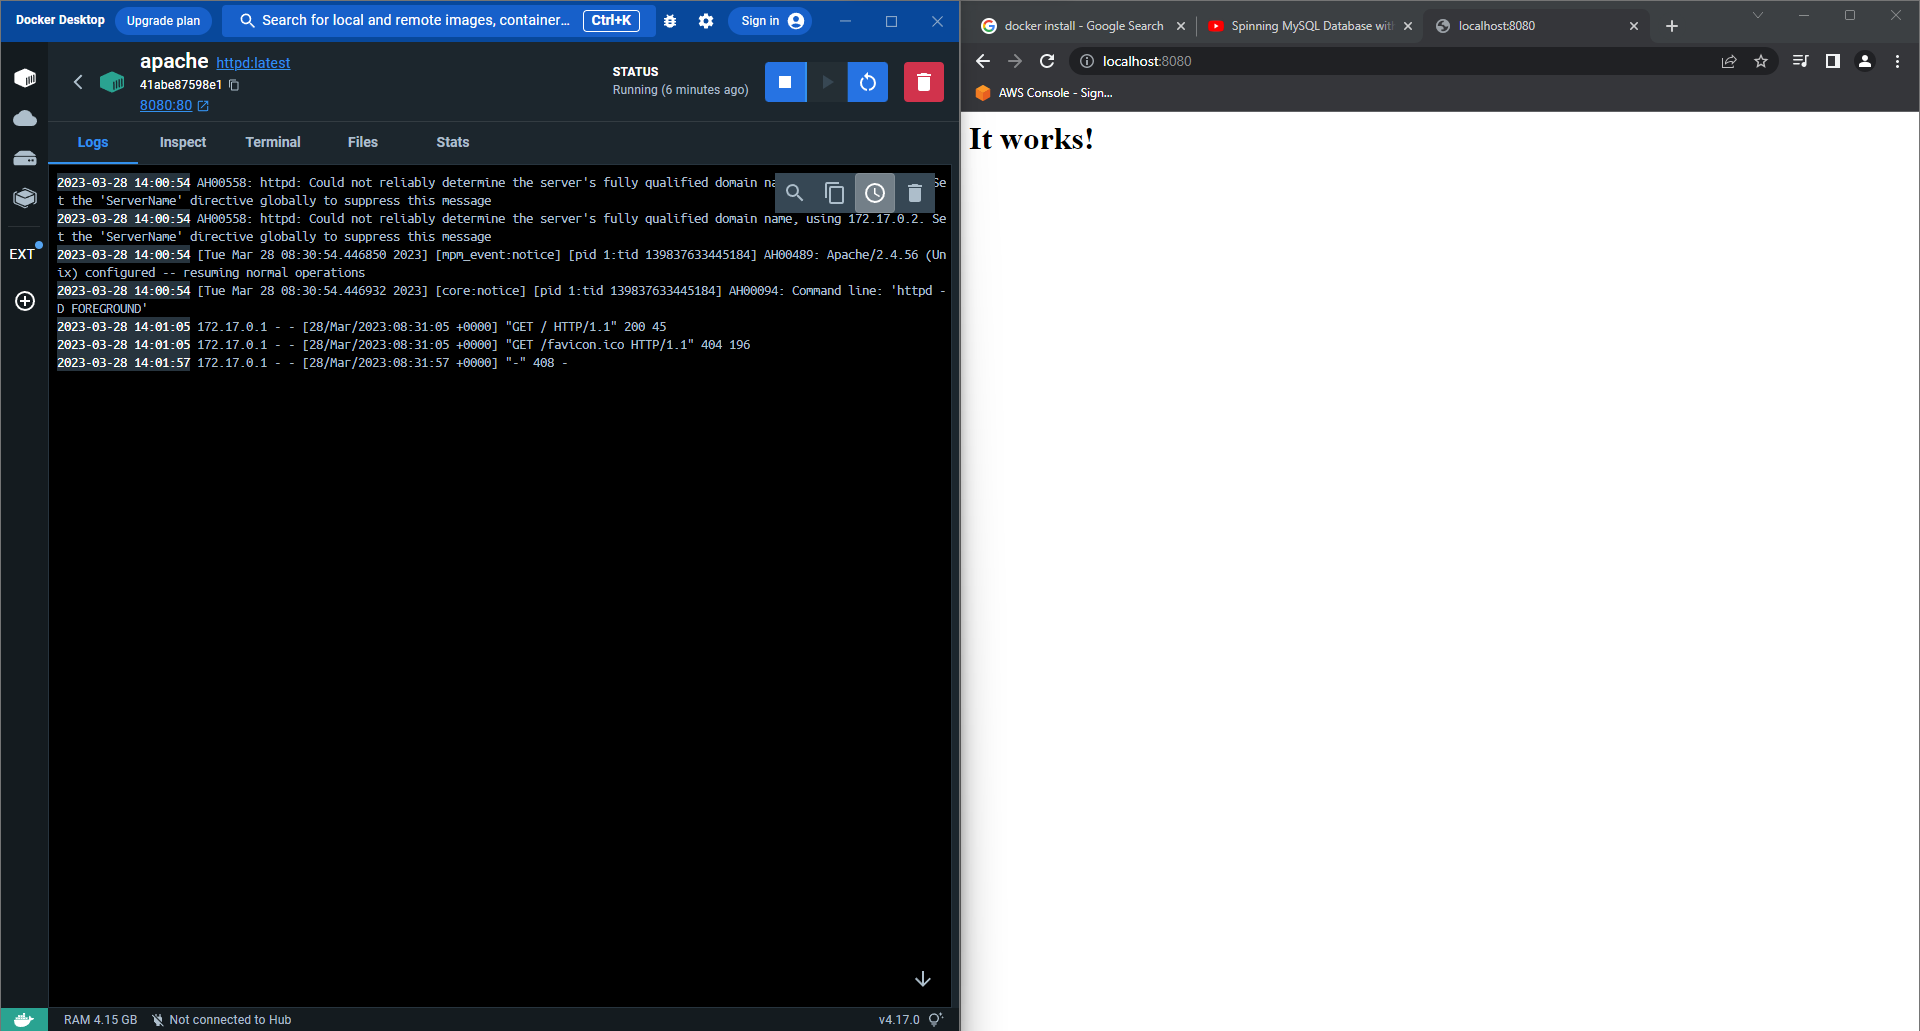 Docker Desktop
Upgrade plan
Search for local and remote images, container...
Ctrl+K
Sign in
apache httpd:latest
41abe87598e1
8080:80
STATUS
Running (6 minutes ago)
EXT
Logs Inspect Terminal Files Stats
2023-03-28 14:00:54 AH00558: httpd: Could not reliably determine the server's fully qualified domain Se
t the 'ServerName' directive globally to suppress this message
2023-03-28 14:00:54 AH00558: httpd: Could not reliably determine the server's fully qualified domain name, using 172.17.0.2. Se
t the 'ServerName' directive globally to suppress this message
2023-03-28 14:00:54 [Tue Mar 28 08:30:54.446850 2023] [mpm_event:notice] [pid 1:tid 139837633445184] AH00489: Apache/2.4.56 (Un
ix) configured -- resuming normal operations
2023-03-28 14:00:54 [Tue Mar 28 08:30:54.446932 2023] [core:notice] [pid 1:tid 139837633445184] AH00094: Command line: 'httpd -
D FOREGROUND'
2023-03-28 14:01:05 172.17.0.1 - - [28/Mar/2023:08:31:05 +0000] "GET / HTTP/1.1" 200 45
2023-03-28 14:01:05 172.17.0.1 - - [28/Mar/2023:08:31:05 +0000] "GET /favicon.ico HTTP/1.1" 404 196
2023-03-28 14:01:57 172.17.0.1 - - [28/Mar/2023:08:31:57 +0000] "-" 408 -
RAM 4.15 GB
Not connected to Hub
v4.17.0
docker install - Google Search
Spinning MySQL Database wit
localhost:8080
localhost:8080
AWS Console - Sign...
It works!